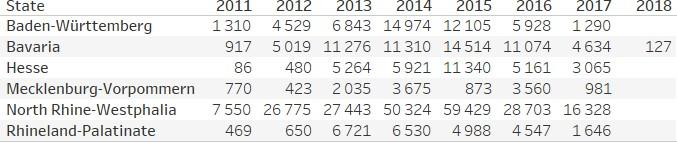 State 2011 2012 2013 2014 2015 2016 2017 2018
Baden-Württemberg 1 310 4 529 6 843 14 974 12 105 5 928 1 290
Bavaria 917 5 019 11 276 11 310 14 514 11 074 4 634 127
Hesse 86 480 5 264 5 921 11 340 5 161 3 065
Mecklenburg-Vorpommern 770 423 2 035 3 675 873 3 560 981
North Rhine-Westphalia 7 550 26 775 27 443 50 324 59 429 28 703 16 328
Rhineland-Palatinate 469 650 6 721 6 530 4 988 4 547 1 646